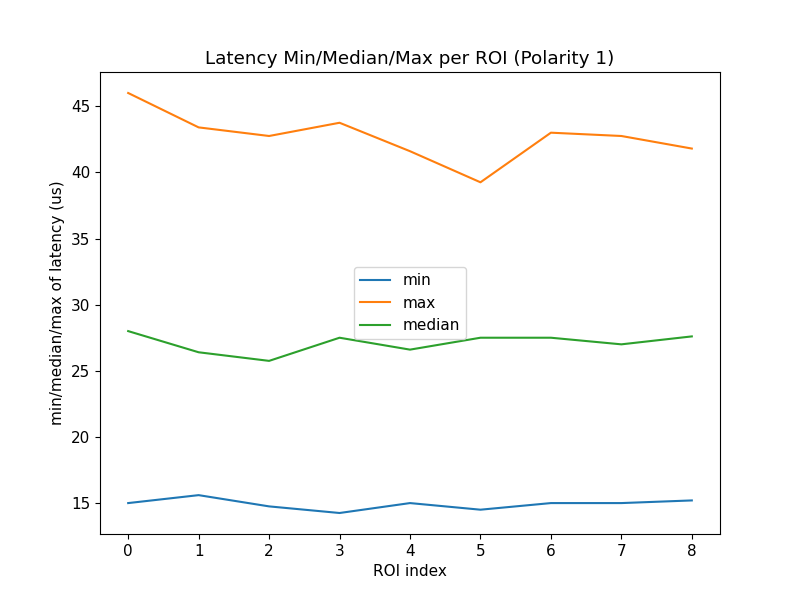 Latency Min/Median/Max per ROI (Polarity 1)
min/median/max of latency (us)
45
40
35
30
25
20
15
min
max
median
0 1 2 3 4 5 6 7 8
ROI index